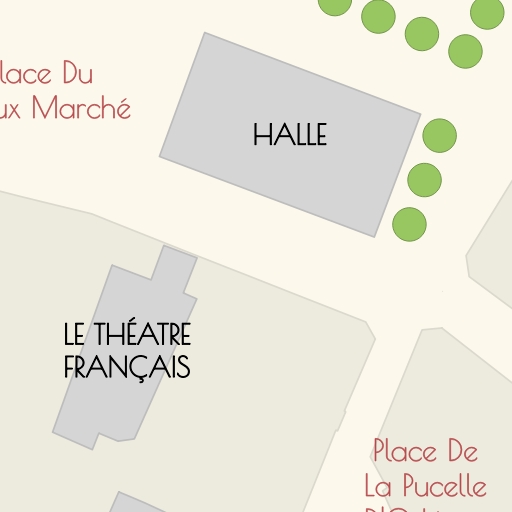 lace Du
ux Marché
HALLE
LE THÉATRE
FRANÇAIS
Place De
La Pucelle